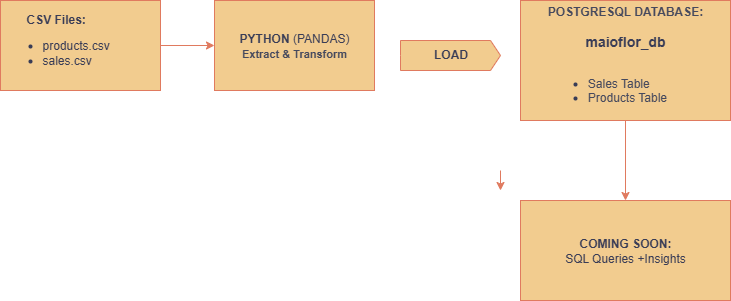 CSV Files:
products.csv
sales.csv
PYTHON (PANDAS)
Extract & Transform
LOAD
POSTGRESQL DATABASE:
maioflor_db
Sales Table
Products Table
COMING SOON:
SQL Queries +Insights